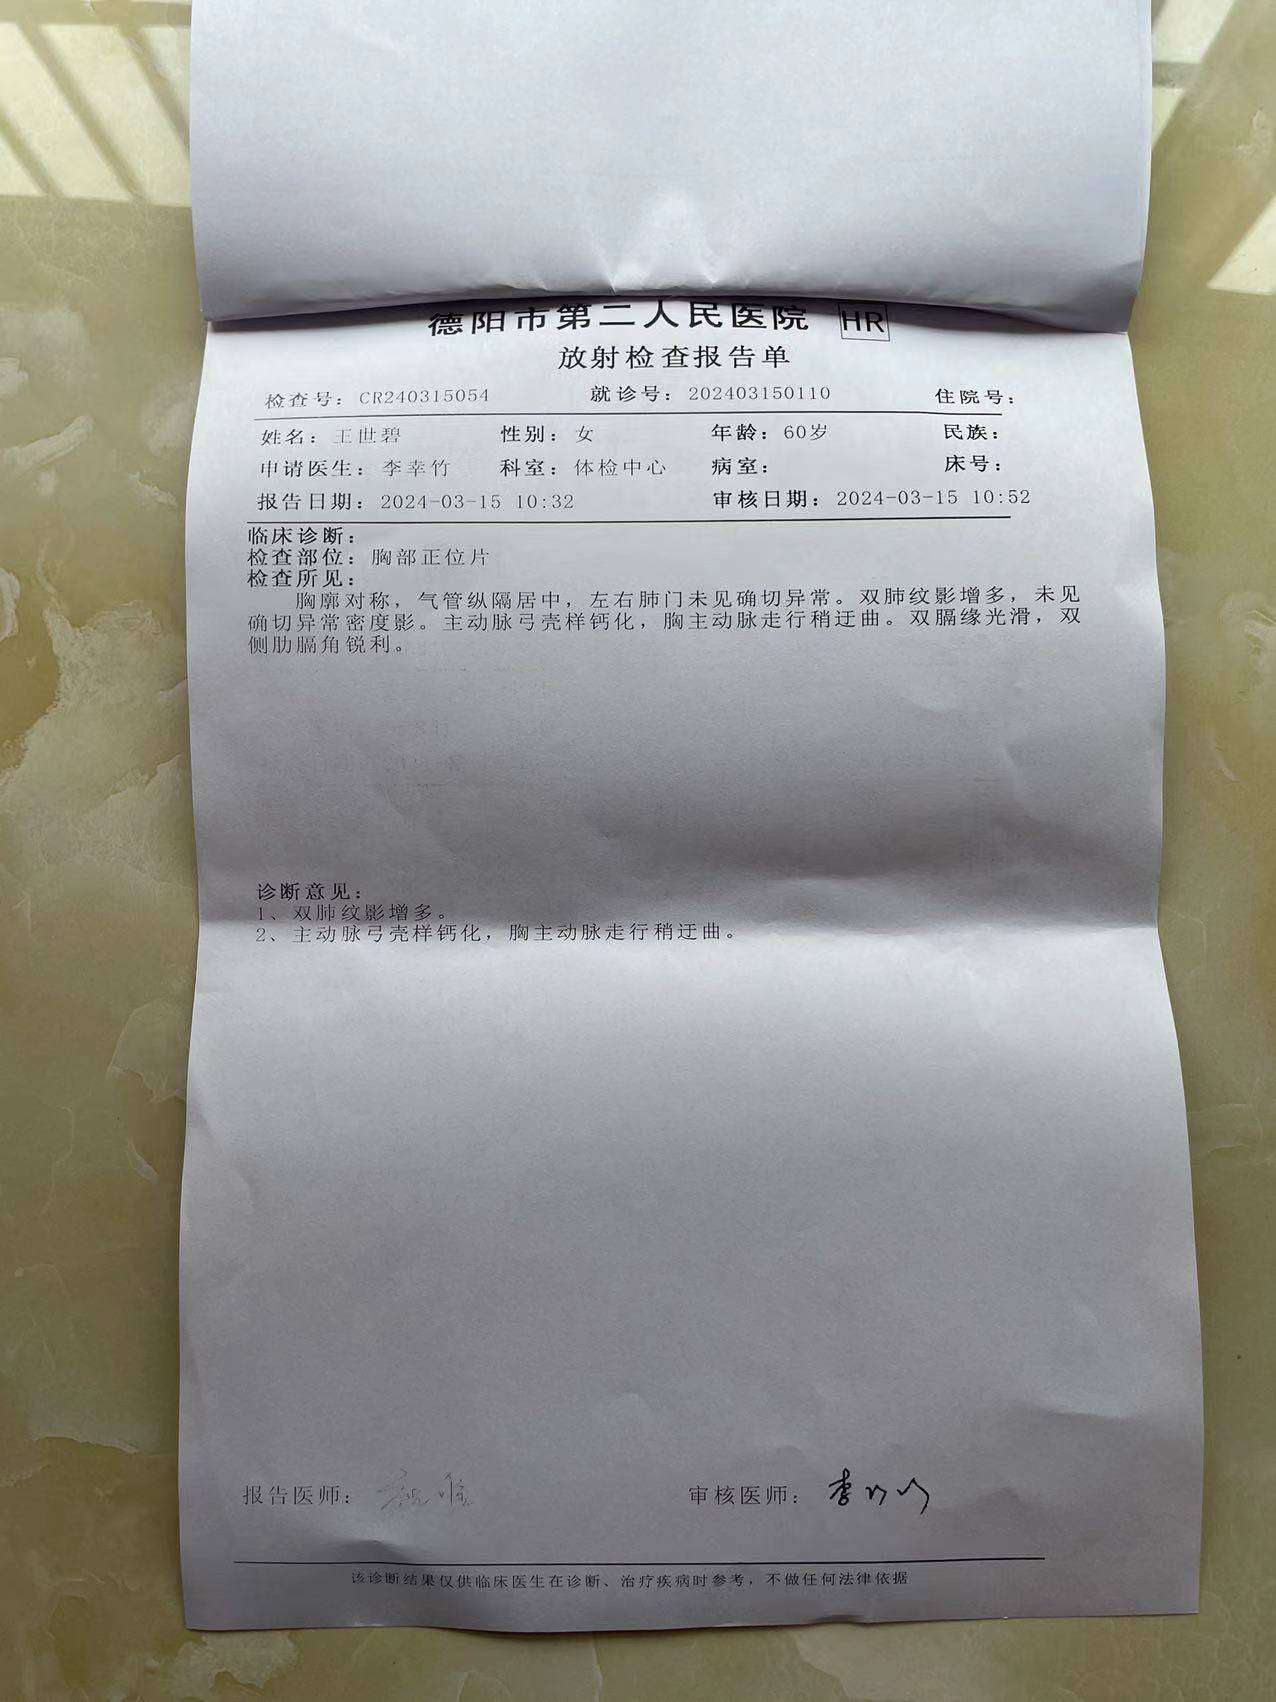 德阳市第二人民医院 HR
放射检查报告单
检查号：CR240315054 就诊号：202403150110 住院号：
姓名：王世碧 性别：女 年龄：60岁 民族：
申请医生：李幸竹 科室：体检中心 病室： 床号：
报告日期：2024-03-15 10:32 审核日期：2024-03-15 10:52
临床诊断：
检查部位：胸部正位片
检查所见：
胸廓对称，气管纵隔居中，左右肺门未见确切异常。双肺纹影增多，未见
确切异常密度影。主动脉弓壳样钙化，胸主动脉走行稍迂曲。双膈缘光滑，双
侧肋膈角锐利。
诊断意见：
1、双肺纹影增多。
2、主动脉弓壳样钙化，胸主动脉走行稍迂曲。
报告医师： 审核医师：李
该诊断结果仅供临床医生在诊断、治疗疾病时参考，不做任何法律依据